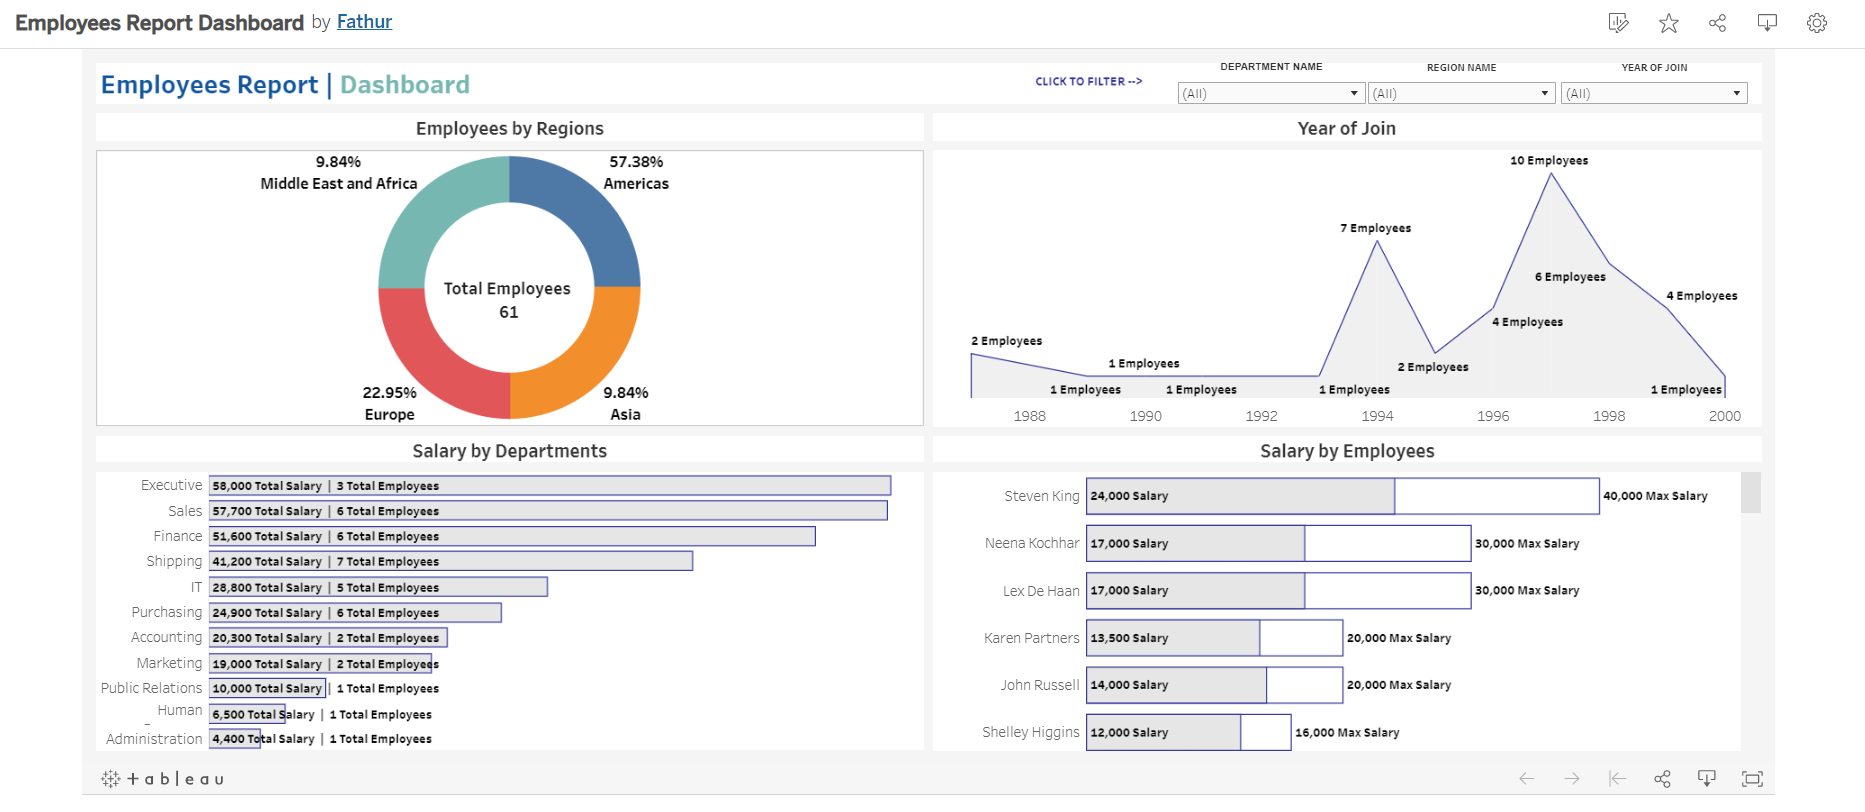 Employees Report Dashboard by Fathur
Employees Report | Dashboard
CLICK TO FILTER -->
DEPARTMENT NAME
(All)
REGION NAME
(All)
YEAR OF JOIN
(All)
Employees by Regions
9.84%
Middle East and Africa
57.38%
Americas
Total Employees
61
22.95%
Europe
9.84%
Asia
Year of Join
10 Employees
7 Employees
6 Employees
4 Employees
4 Employees
2 Employees
1 Employees
2 Employees
1 Employees
1 Employees
1 Employees
1 Employees
1988
1990
1992
1994
1996
1998
2000
Salary by Departments
Executive 58,000 Total Salary | 3 Total Employees
Sales 57,700 Total Salary | 6 Total Employees
Finance 51,600 Total Salary | 6 Total Employees
Shipping 41,200 Total Salary | 7 Total Employees
IT 28,800 Total Salary | 5 Total Employees
Purchasing 24,900 Total Salary | 6 Total Employees
Accounting 20,300 Total Salary | 2 Total Employees
Marketing 19,000 Total Salary | 2 Total Employees
Public Relations 10,000 Total Salary | 1 Total Employees
Human 6,500 Total Salary | 1 Total Employees
Administration 4,400 Total Salary | 1 Total Employees
Salary by Employees
Steven King 24,000 Salary 40,000 Max Salary
Neena Kochhar 17,000 Salary 30,000 Max Salary
Lex De Haan 17,000 Salary 30,000 Max Salary
Karen Partners 13,500 Salary 20,000 Max Salary
John Russell 14,000 Salary 20,000 Max Salary
Shelley Higgins 12,000 Salary 16,000 Max Salary
+ableau